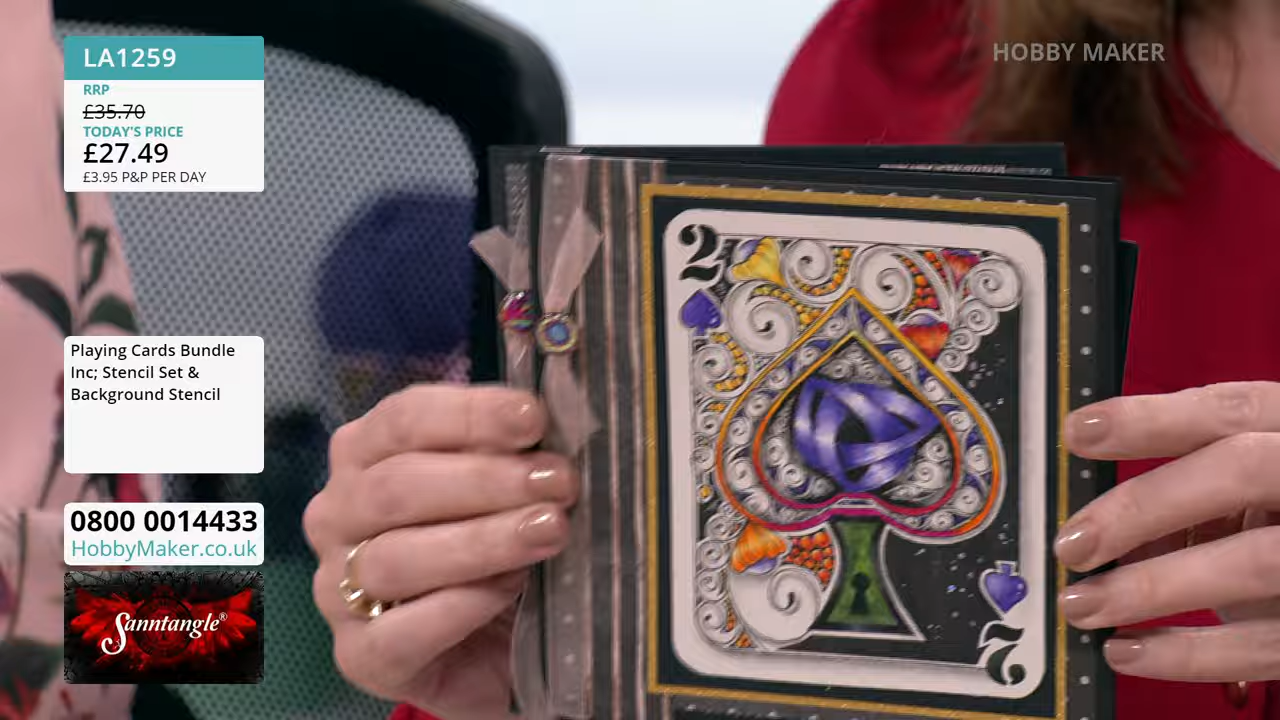 LA1259
RRP
£35.70
TODAY'S PRICE
£27.49
£3.95 P&P PER DAY
HOBBY MAKER
2
2
Playing Cards Bundle
Inc; Stencil Set &
Background Stencil
0800 0014433
HobbyMaker.co.uk
Sanntangle®